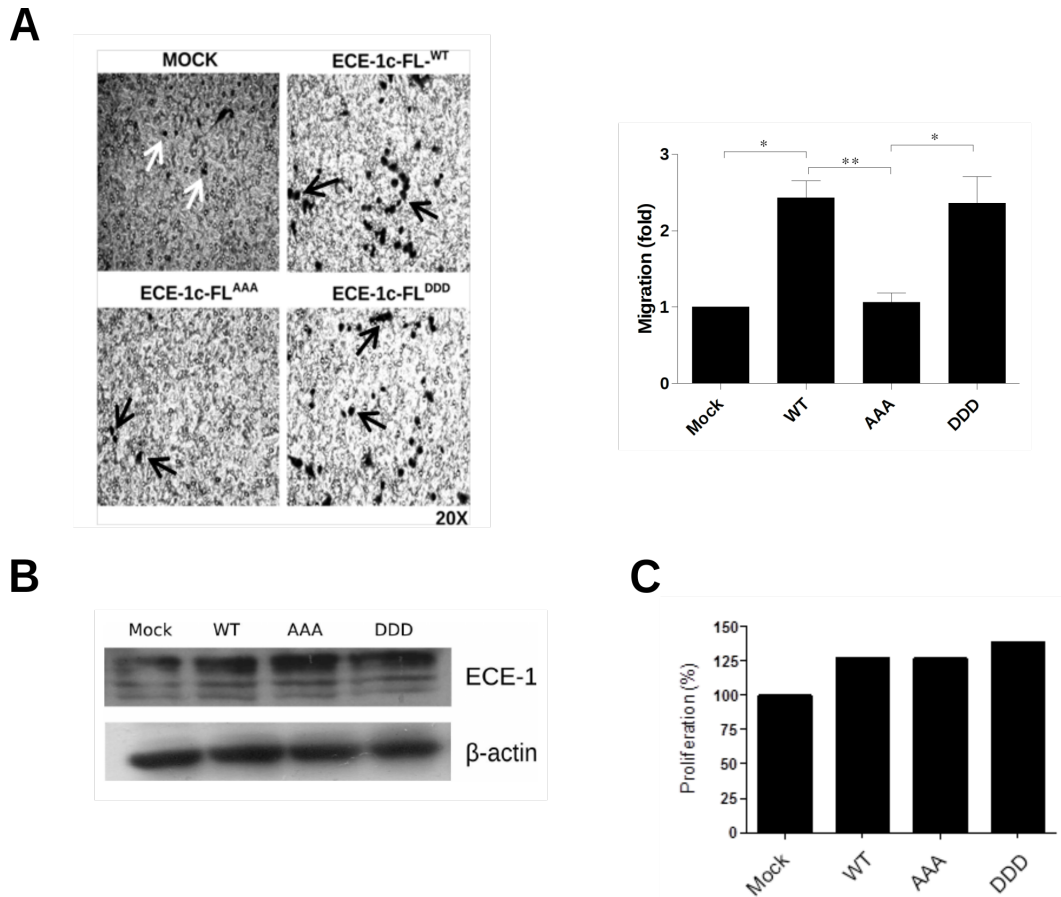 A
MOCK
ECE-1c-FL-WT
ECE-1c-FLAAA
ECE-1c-FLDDD
20X
Migration (fold)
3
2
1
0
*
**
*
Mock
WT
AAA
DDD
B
Mock WT AAA DDD
ECE-1
β-actin
C
Proliferation (%)
150
125
100
75
50
25
0
Mock
WT
AAA
DDD